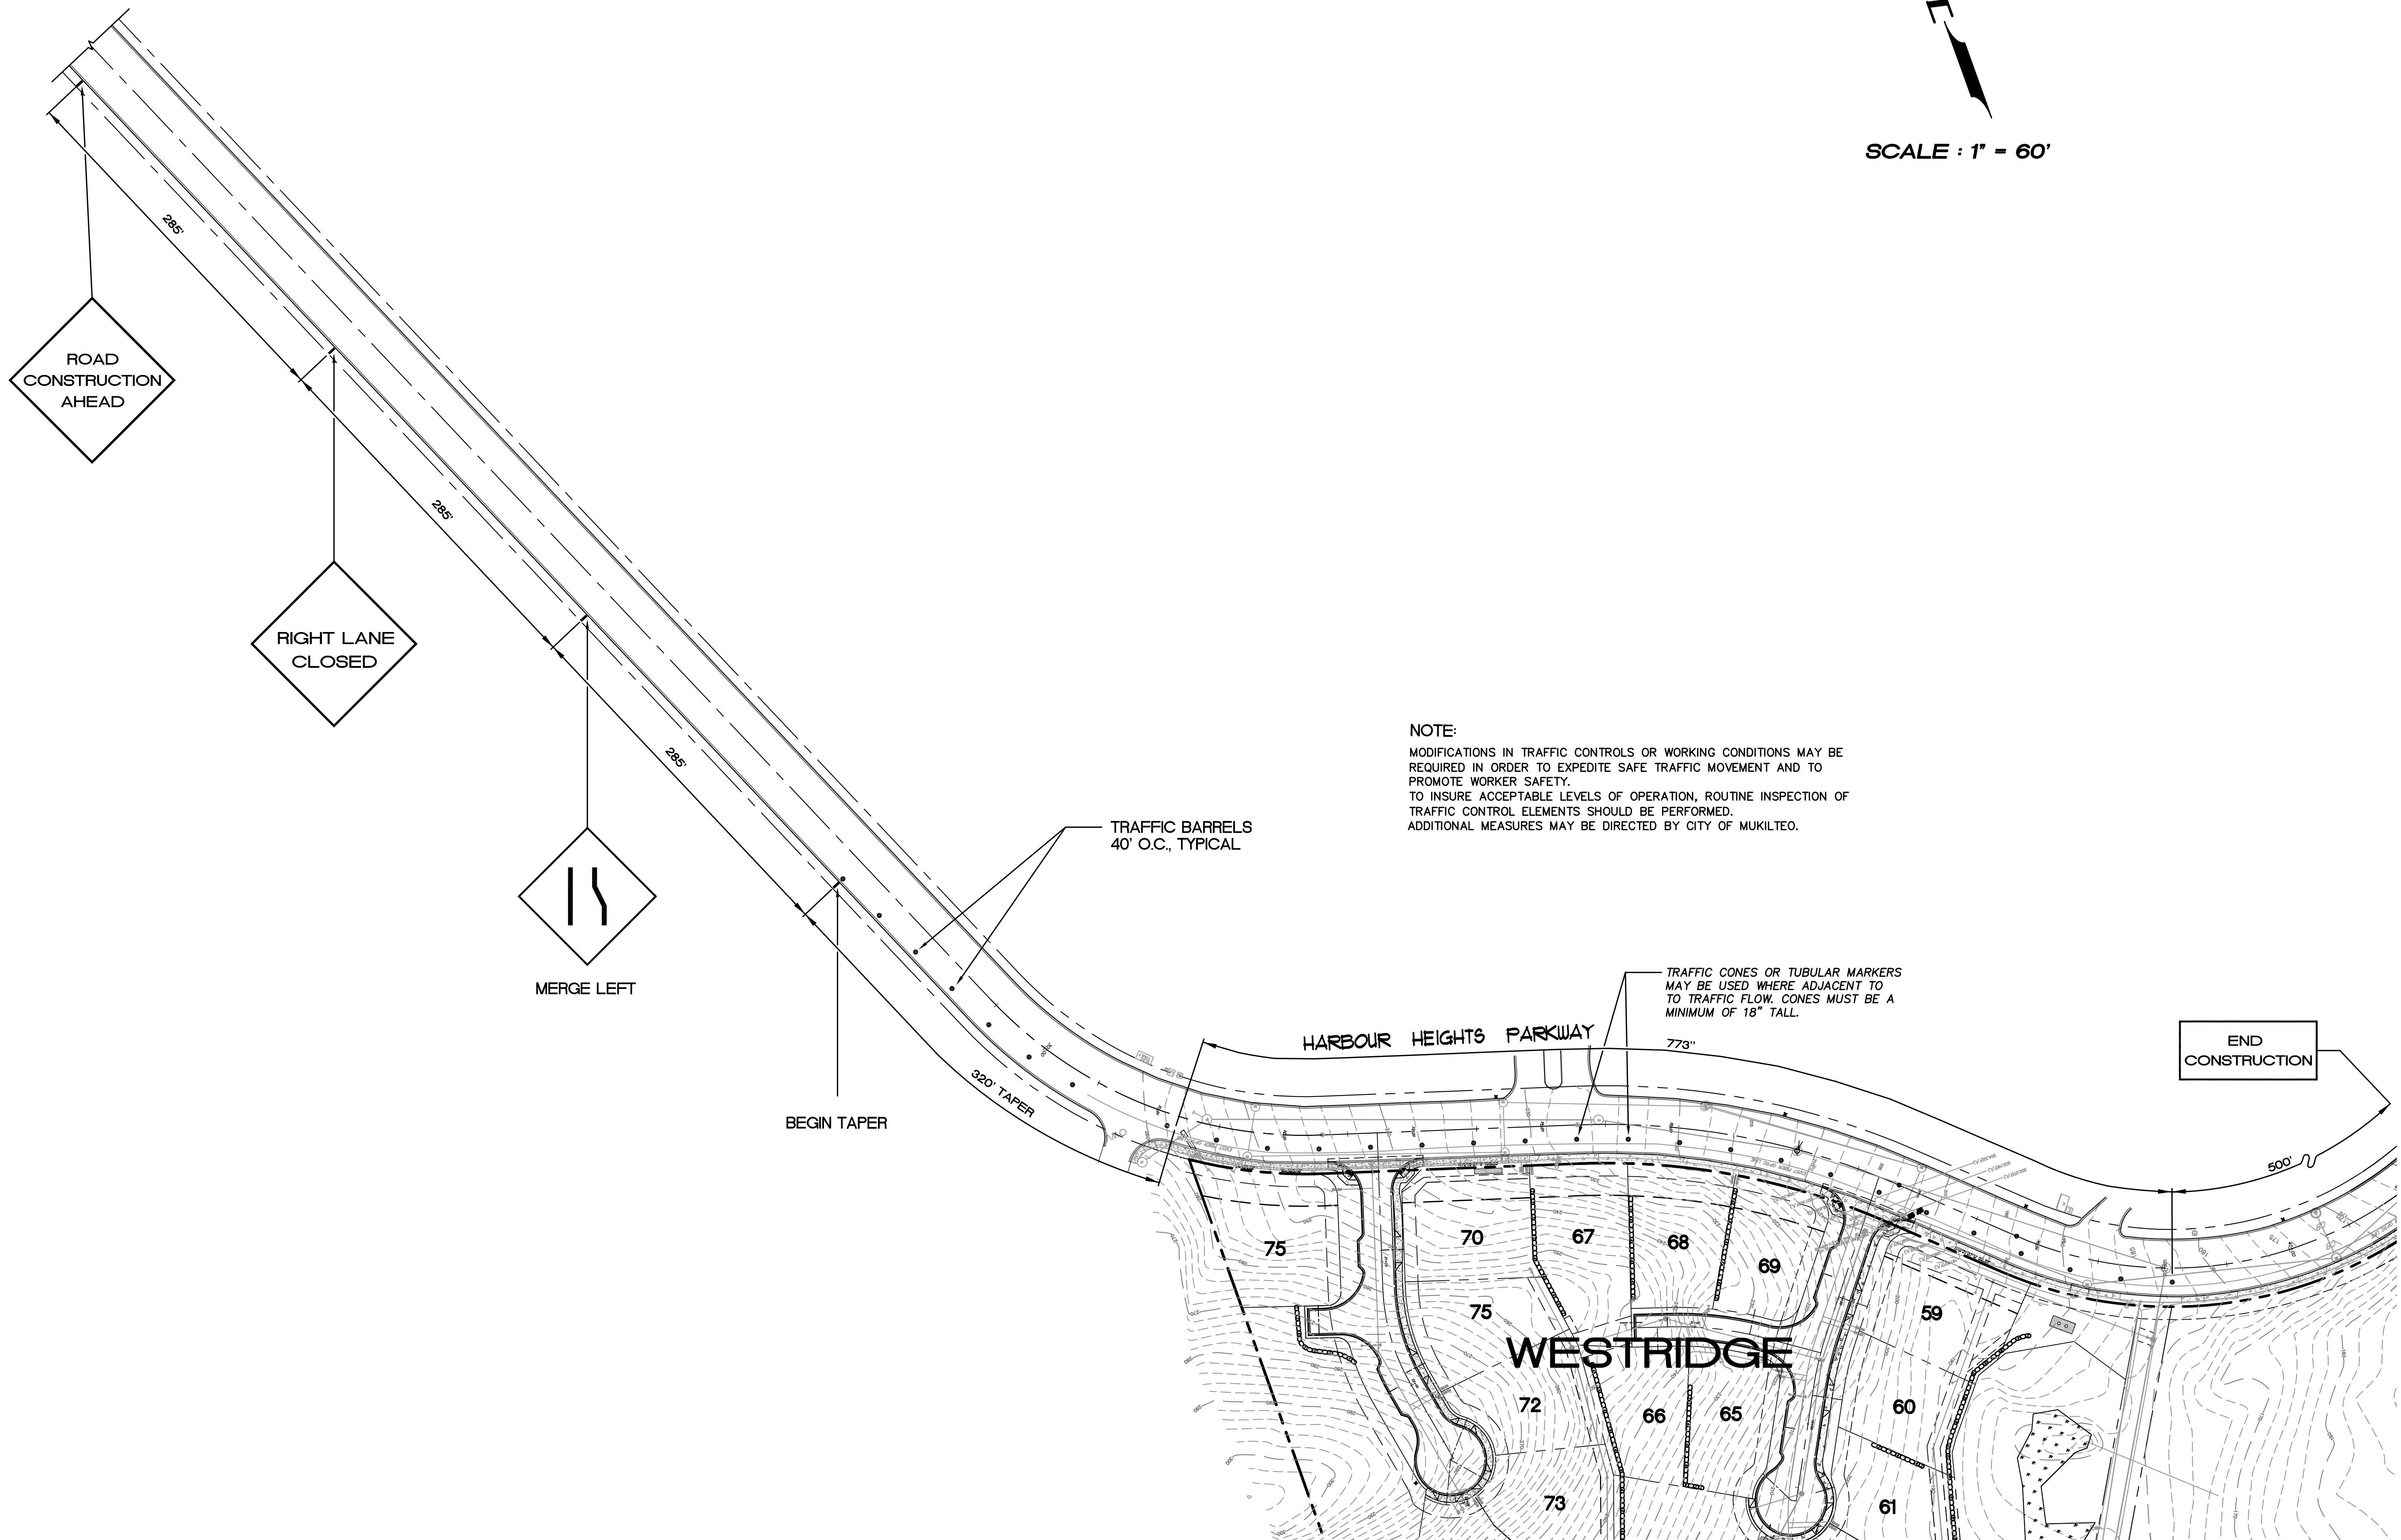 SCALE : 1" = 60'
285'
ROAD
CONSTRUCTION
AHEAD
285'
RIGHT LANE
CLOSED
285'
MERGE LEFT
NOTE:
MODIFICATIONS IN TRAFFIC CONTROLS OR WORKING CONDITIONS MAY BE
REQUIRED IN ORDER TO EXPEDITE SAFE TRAFFIC MOVEMENT AND TO
PROMOTE WORKER SAFETY.
TO INSURE ACCEPTABLE LEVELS OF OPERATION, ROUTINE INSPECTION OF
TRAFFIC CONTROL ELEMENTS SHOULD BE PERFORMED.
ADDITIONAL MEASURES MAY BE DIRECTED BY CITY OF MUKILTEO.
TRAFFIC BARRELS
40' O.C., TYPICAL
BEGIN TAPER
320' TAPER
TRAFFIC CONES OR TUBULAR MARKERS
MAY BE USED WHERE ADJACENT TO
TO TRAFFIC FLOW. CONES MUST BE A
MINIMUM OF 18" TALL.
HARBOUR HEIGHTS PARKWAY
773"
END
CONSTRUCTION
500'
75
70
67
68
69
75
59
WESTRIDGE
72
66
65
60
73
61